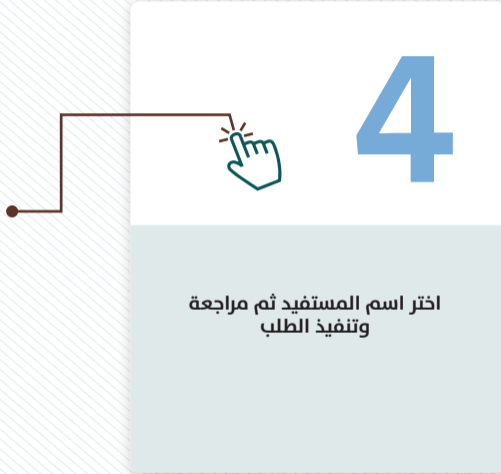 4
اختر اسم المستفيد ثم مراجعة
وتنفيذ الطلب